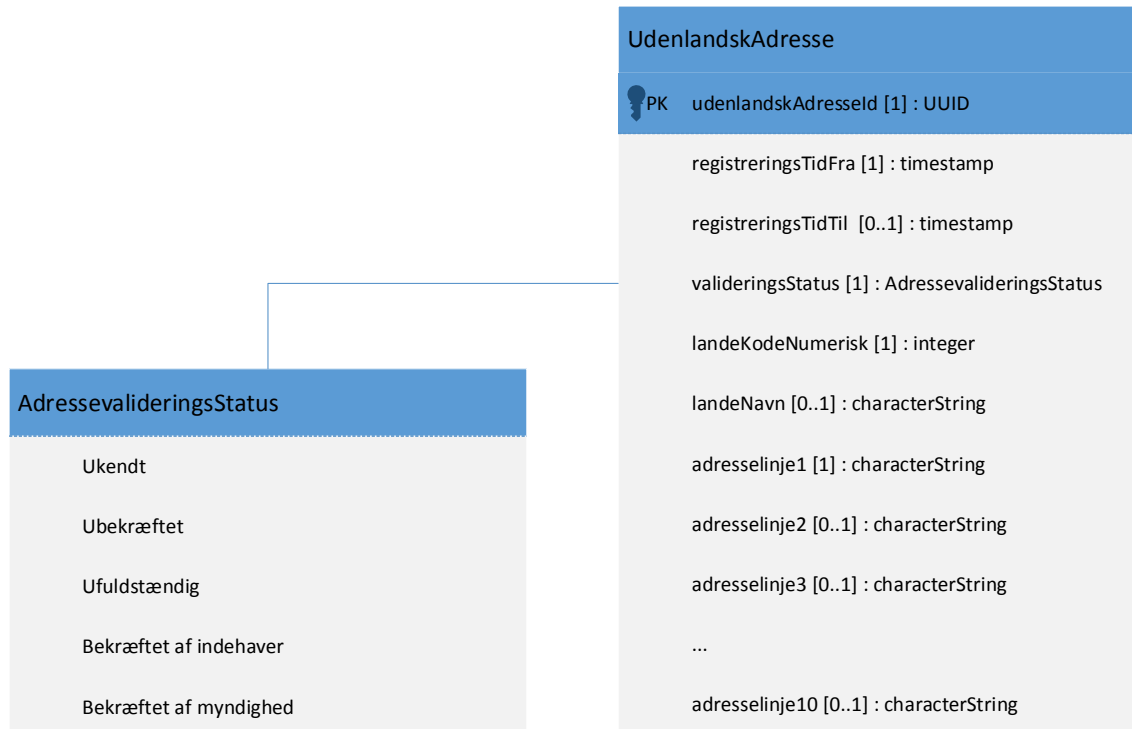 UdenlandskAdresse
PK udenlandskAdresseId [1] : UUID
registreringsTidFra [1] : timestamp
registreringsTidTil [0..1] : timestamp
valideringsStatus [1] : AdressevalideringsStatus
landeKodeNumerisk [1] : integer
landeNavn [0..1] : characterString
adresselinje1 [1] : characterString
adresselinje2 [0..1] : characterString
adresselinje3 [0..1] : characterString
...
adresselinje10 [0..1] : characterString
AdressevalideringsStatus
Ukendt
Ubekræftet
Ufuldstændig
Bekræftet af indehaver
Bekræftet af myndighed